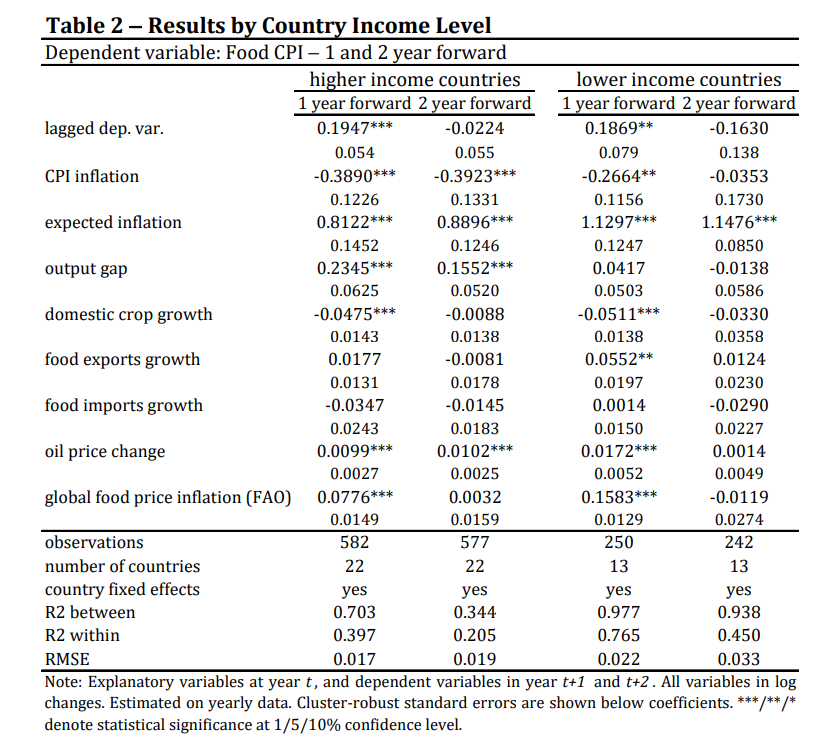 Table 2 – Results by Country Income Level
Dependent variable: Food CPI – 1 and 2 year forward
higher income countries lower income countries
1 year forward 2 year forward 1 year forward 2 year forward
lagged dep. var. 0.1947*** -0.0224 0.1869** -0.1630
0.054 0.055 0.079 0.138
CPI inflation -0.3890*** -0.3923*** -0.2664** -0.0353
0.1226 0.1331 0.1156 0.1730
expected inflation 0.8122*** 0.8896*** 1.1297*** 1.1476***
0.1452 0.1246 0.1247 0.0850
output gap 0.2345*** 0.1552*** 0.0417 -0.0138
0.0625 0.0520 0.0503 0.0586
domestic crop growth -0.0475*** -0.0088 -0.0511*** -0.0330
0.0143 0.0138 0.0138 0.0358
food exports growth 0.0177 -0.0081 0.0552** 0.0124
0.0131 0.0178 0.0197 0.0230
food imports growth -0.0347 -0.0145 0.0014 -0.0290
0.0243 0.0183 0.0150 0.0227
oil price change 0.0099*** 0.0102*** 0.0172*** 0.0014
0.0027 0.0025 0.0052 0.0049
global food price inflation (FAO) 0.0776*** 0.0032 0.1583*** -0.0119
0.0149 0.0159 0.0129 0.0274
observations 582 577 250 242
number of countries 22 22 13 13
country fixed effects yes yes yes yes
R2 between 0.703 0.344 0.977 0.938
R2 within 0.397 0.205 0.765 0.450
RMSE 0.017 0.019 0.022 0.033
Note: Explanatory variables at year t, and dependent variables in year t+1 and t+2. All variables in log
changes. Estimated on yearly data. Cluster-robust standard errors are shown below coefficients. ***/**/*
denote statistical significance at 1/5/10% confidence level.